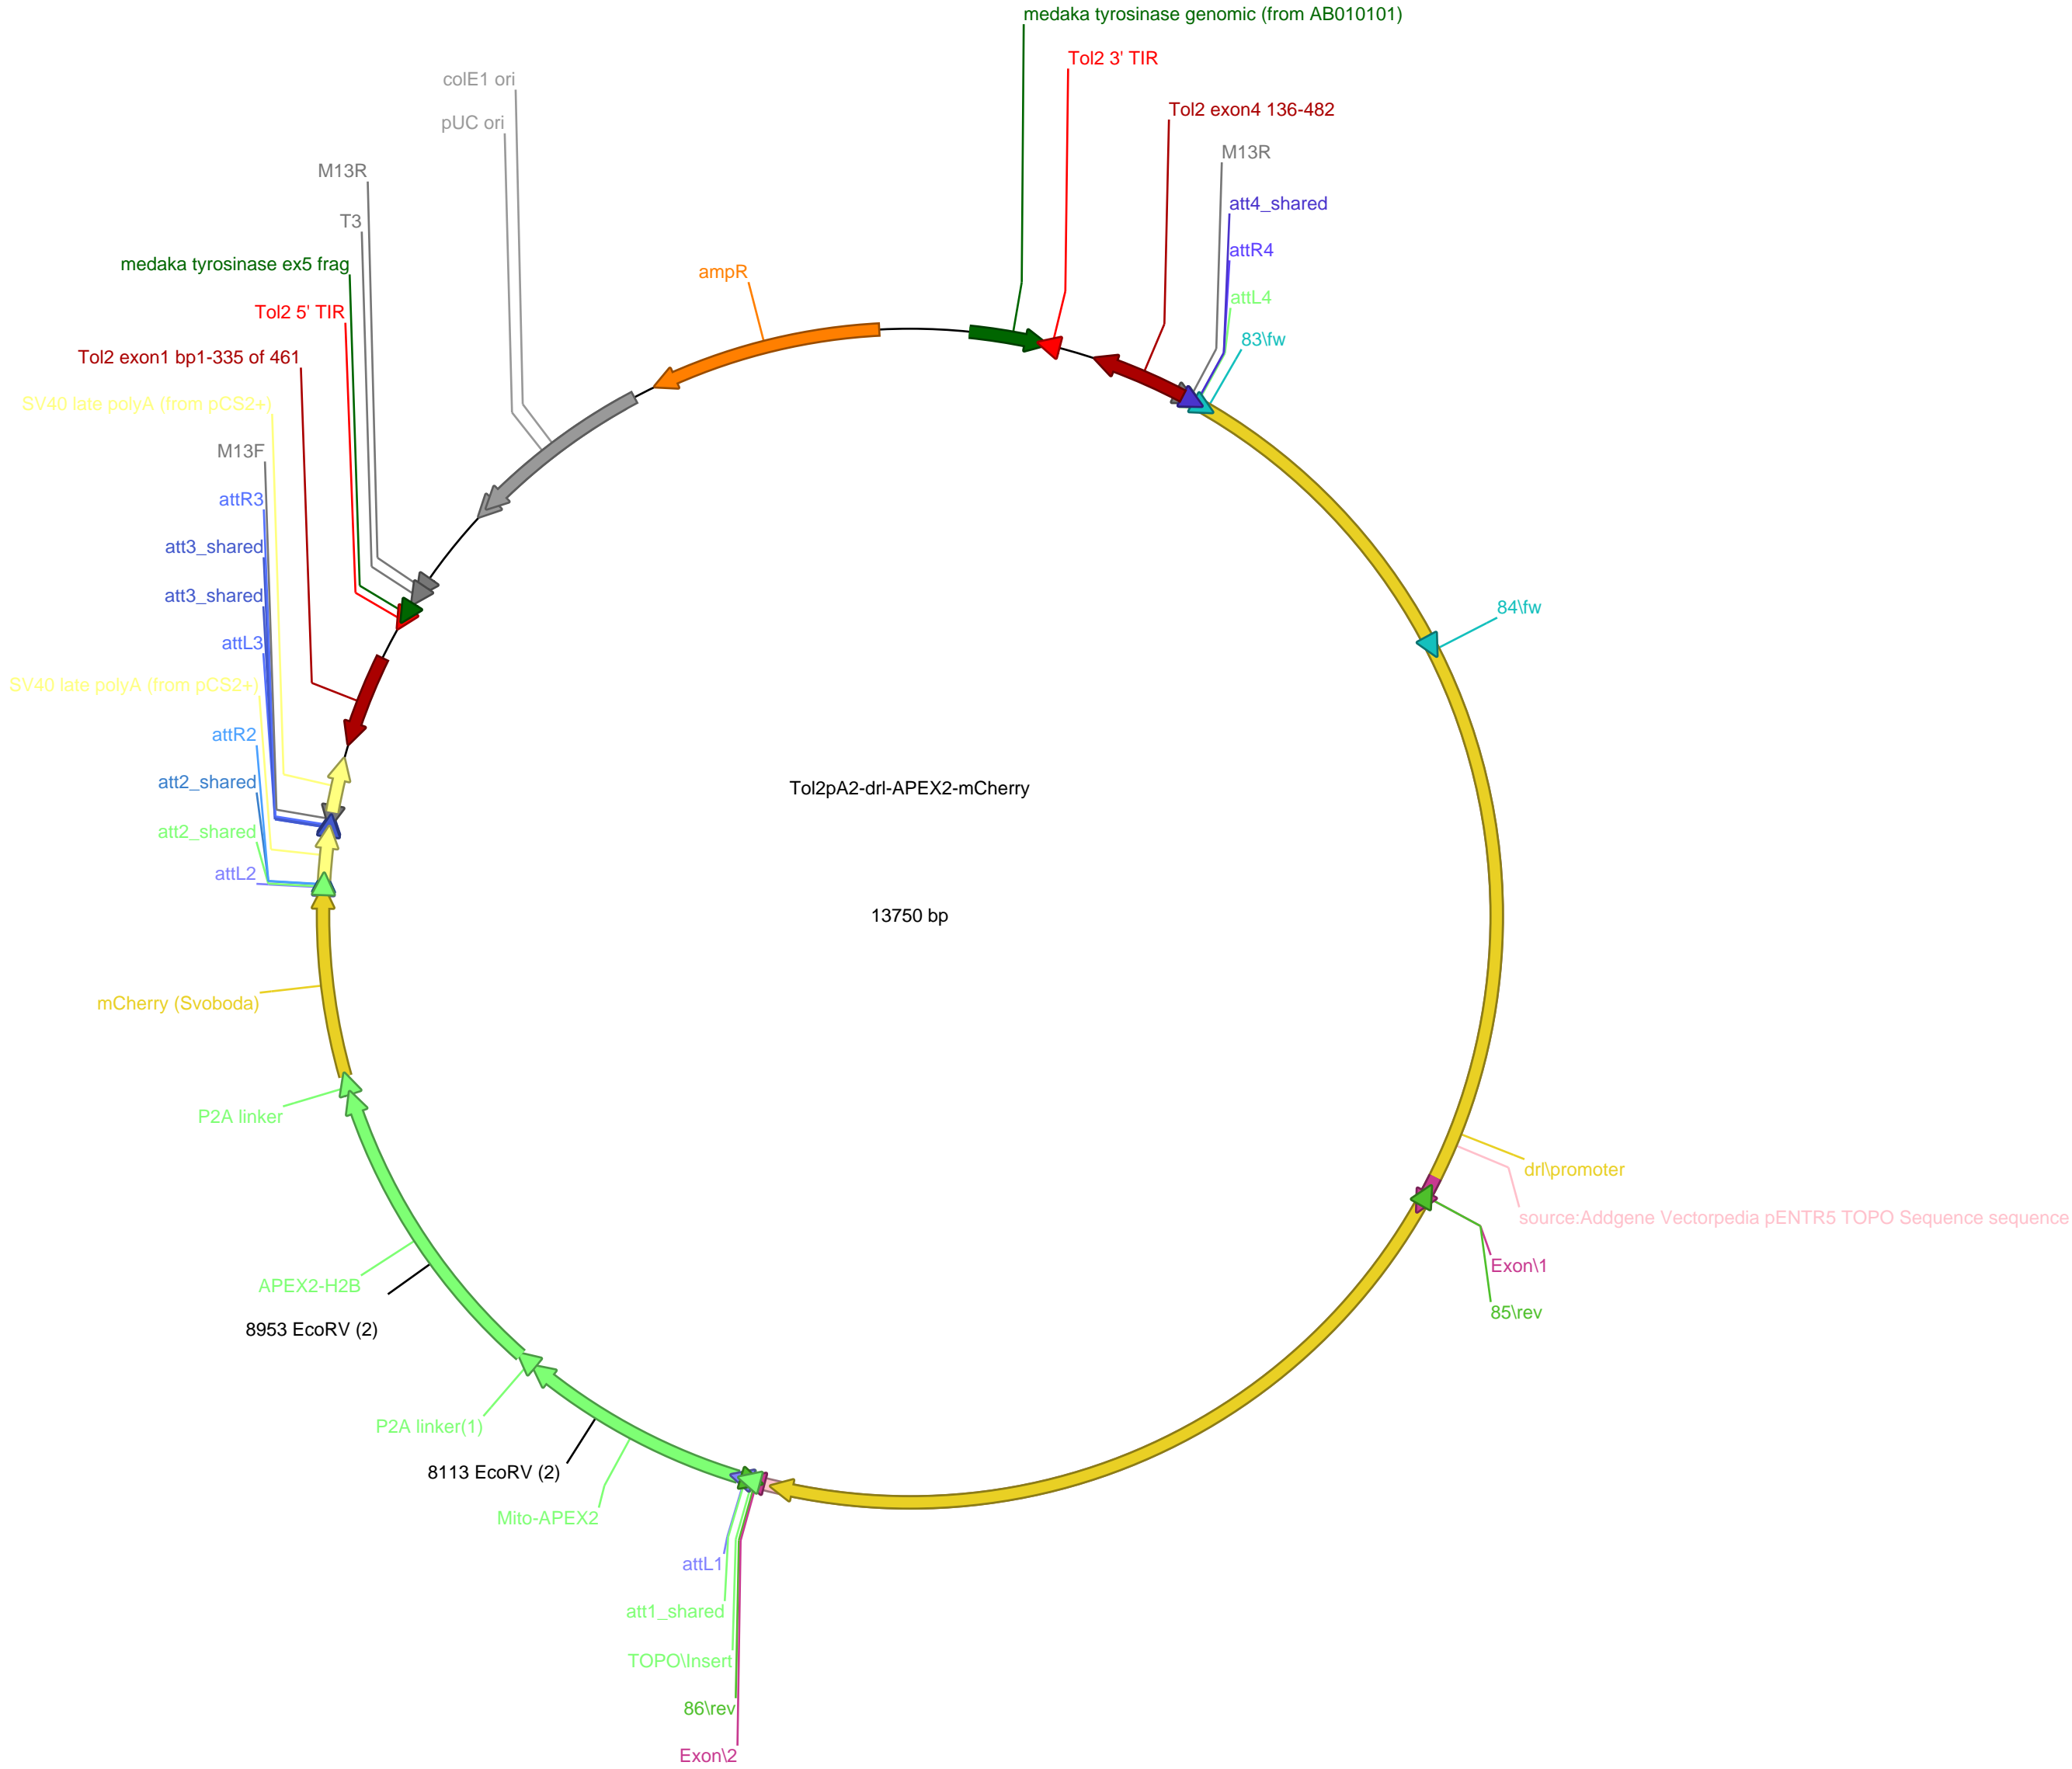 medaka tyrosinase genomic (from AB010101)
Tol2 3' TIR
colE1 ori
Tol2 exon4 136-482
pUC ori
M13R
M13R
att4_shared
T3
attR4
medaka tyrosinase ex5 frag
ampR
attL4
Tol2 5' TIR
83\fw
Tol2 exon1 bp1-335 of 461
SV40 late polyA (from pCS2+)
M13F
attR3
att3_shared
att3_shared
84\fw
attL3
SV40 late polyA (from pCS2+)
attR2
att2_shared
Tol2pA2-drl-APEX2-mCherry
att2_shared
attL2
13750 bp
mCherry (Svoboda)
P2A linker
drl\promoter
source:Addgene Vectorpedia pENTR5 TOPO Sequence sequence
Exon\1
APEX2-H2B
85\rev
8953 EcoRV (2)
P2A linker(1)
8113 EcoRV (2)
Mito-APEX2
attL1
att1_shared
TOPO\Insert
86\rev
Exon\2